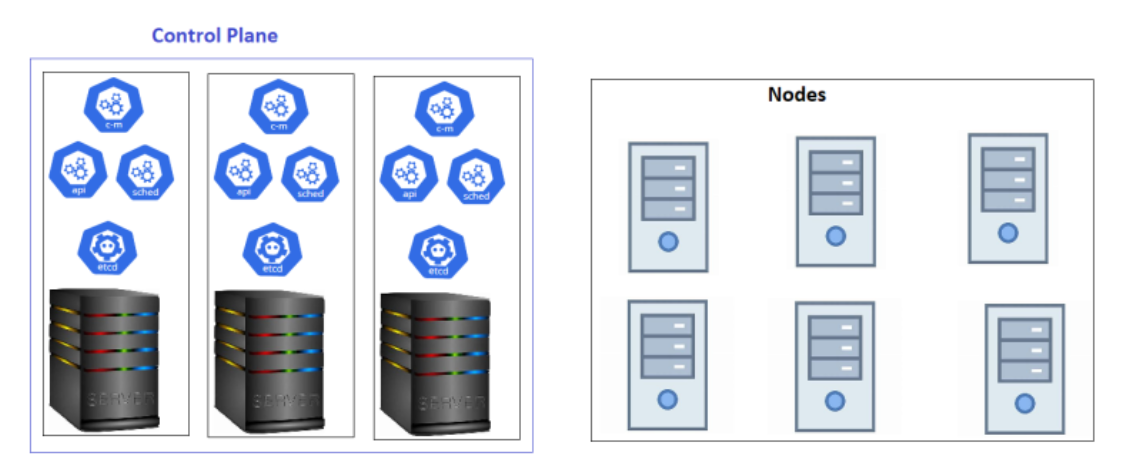 Control Plane
Nodes
c-m
c-m
c-m
api
sched
api
sched
api
sched
etcd
etcd
etcd
SERVER
SERVER
SERVER